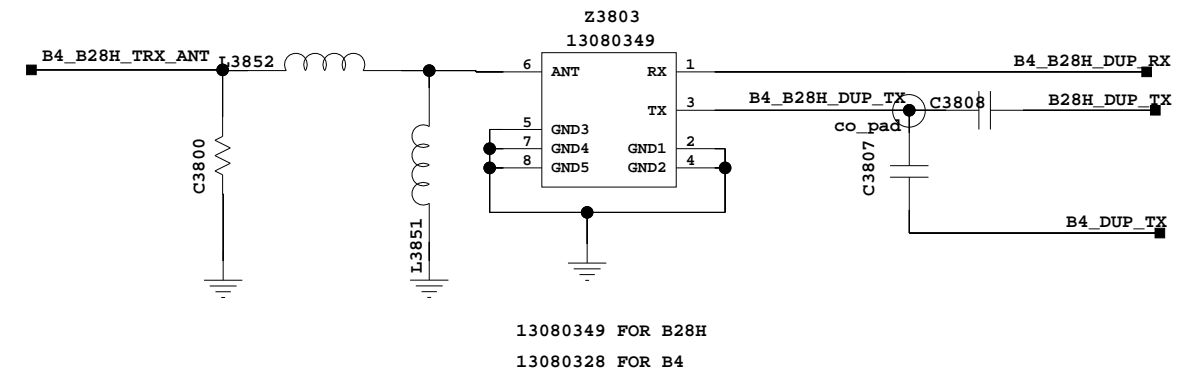 Z3803
13080349
B4_B28H_TRX_ANT
L3852
6
ANT
RX
1
B4_B28H_DUP_RX
TX
3
B4_B28H_DUP_TX
C3808
B28H_DUP_TX
co_pad
5
GND3
7
GND4
GND1
2
8
GND5
GND2
4
C3800
C3807
L3851
B4_DUP_TX
13080349 FOR B28H
13080328 FOR B4